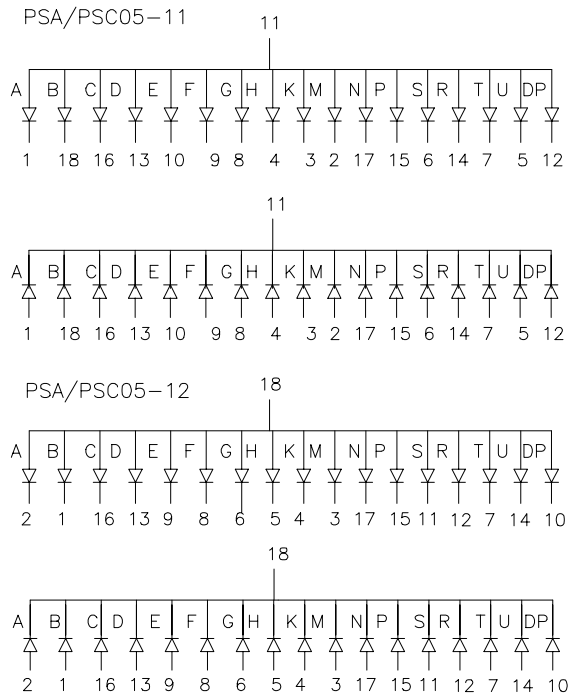 PSA/PSC05-11
11
A B C D E F G H K M N P S R T U DP
1 18 16 13 10 9 8 4 3 2 17 15 6 14 7 5 12
11
A B C D E F G H K M N P S R T U DP
1 18 16 13 10 9 8 4 3 2 17 15 6 14 7 5 12
PSA/PSC05-12
18
A B C D E F G H K M N P S R T U DP
2 1 16 13 9 8 6 5 4 3 17 15 11 12 7 14 10
18
A B C D E F G H K M N P S R T U DP
2 1 16 13 9 8 6 5 4 3 17 15 11 12 7 14 10